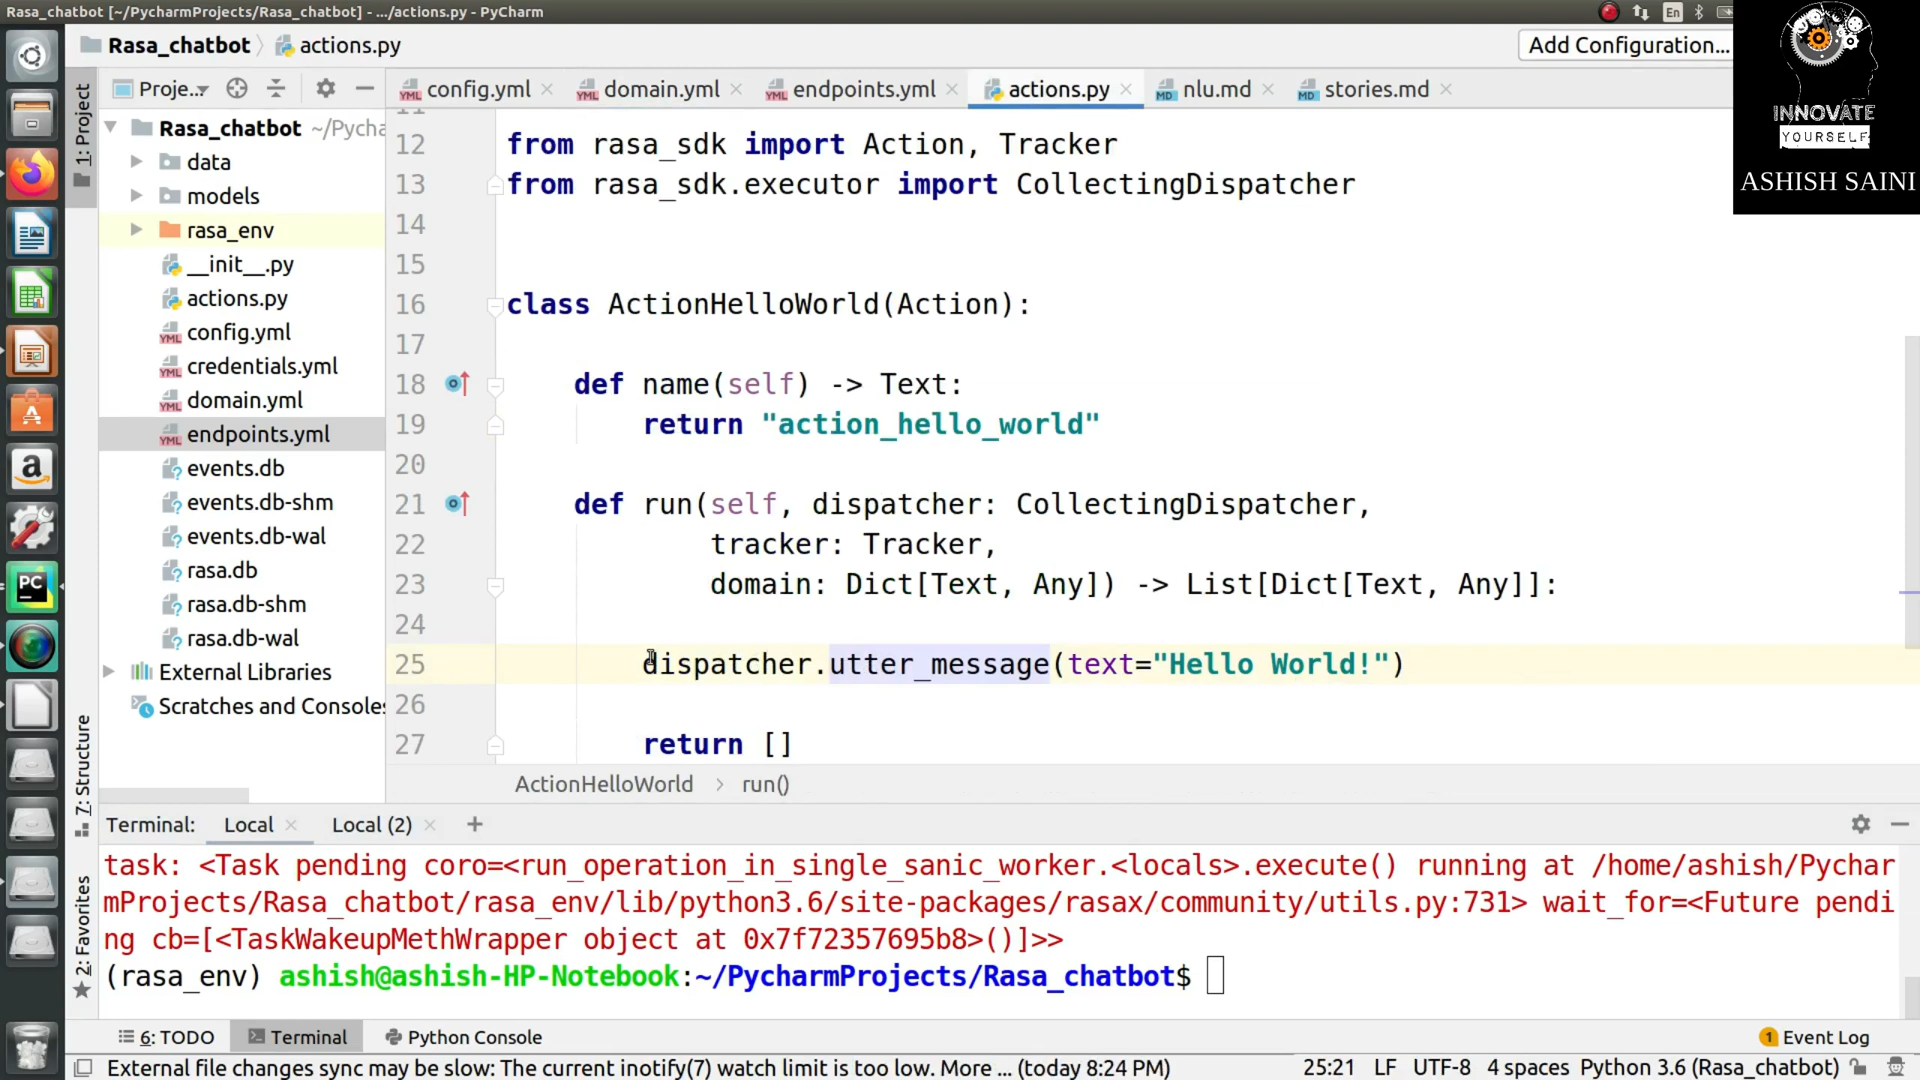 Rasa_chatbot [~/PycharmProjects/Rasa_chatbot] - .../actions.py - PyCharm
En
Rasa_chatbot
actions.py
Add Configuration...
INNOVATE
YOURSELF
ASHISH SAINI
Proje...
config.yml
domain.yml
endpoints.yml
actions.py
nlu.md
stories.md
1: Project
7: Structure
2: Favorites
Rasa_chatbot ~/Pycha
data
models
rasa_env
__init__.py
actions.py
config.yml
credentials.yml
domain.yml
endpoints.yml
events.db
events.db-shm
events.db-wal
rasa.db
rasa.db-shm
rasa.db-wal
External Libraries
Scratches and Consoles
12 from rasa_sdk import Action, Tracker
13 from rasa_sdk.executor import CollectingDispatcher
14
15
16 class ActionHelloWorld(Action):
17
18 def name(self) -> Text:
19 return "action_hello_world"
20
21 def run(self, dispatcher: CollectingDispatcher,
22 tracker: Tracker,
23 domain: Dict[Text, Any]) -> List[Dict[Text, Any]]:
24
25 dispatcher.utter_message(text="Hello World!")
26
27 return []
ActionHelloWorld > run()
Terminal: Local Local (2) +
task: <Task pending coro=<run_operation_in_single_sanic_worker.<locals>.execute() running at /home/ashish/Pychar
mProjects/Rasa_chatbot/rasa_env/lib/python3.6/site-packages/rasax/community/utils.py:731> wait_for=<Future pendi
ng cb=[<TaskWakeupMethWrapper object at 0x7f72357695b8>()]>>
(rasa_env) ashish@ashish-HP-Notebook:~/PycharmProjects/Rasa_chatbot$
6: TODO
Terminal
Python Console
1 Event Log
External file changes sync may be slow: The current inotify(7) watch limit is too low. More ... (today 8:24 PM)
25:21 LF UTF-8 4 spaces Python 3.6 (Rasa_chatbot)